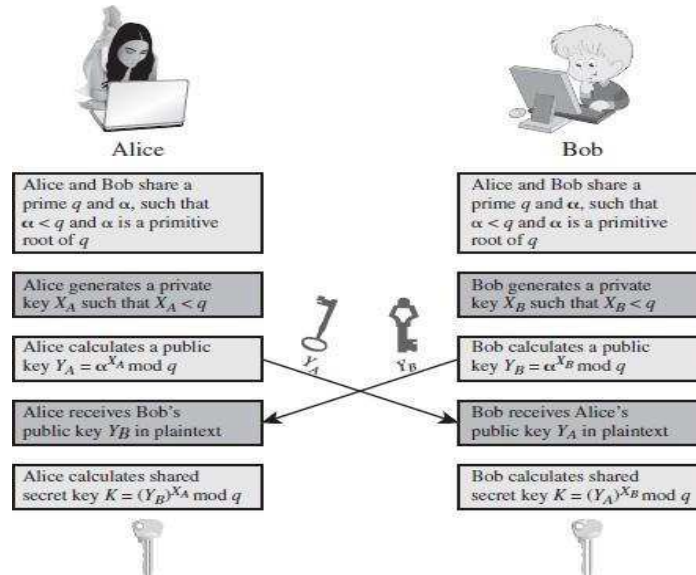 Alice
Bob
Alice and Bob share a
prime q and α, such that
α < q and α is a primitive
root of q
Alice and Bob share a
prime q and α, such that
α < q and α is a primitive
root of q
Alice generates a private
key X_A such that X_A < q
Bob generates a private
key X_B such that X_B < q
Alice calculates a public
key Y_A = α^{X_A} mod q
Y_A
Y_B
Bob calculates a public
key Y_B = α^{X_B} mod q
Alice receives Bob's
public key Y_B in plaintext
Bob receives Alice's
public key Y_A in plaintext
Alice calculates shared
secret key K = (Y_B)^{X_A} mod q
Bob calculates shared
secret key K = (Y_A)^{X_B} mod q